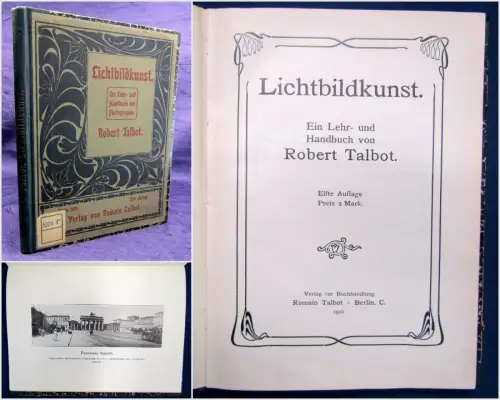 Lichtbildkunst.
Ein Lehr- und
Handbuch der
Photographie
Robert Talbot.
Verlag von Romain Talbot.
Lichtbildkunst.
Ein Lehr- und
Handbuch von
Robert Talbot.
Elfte Auflage
Preis 2 Mark.
Verlag der Buchhandlung
Romain Talbot - Berlin, C.